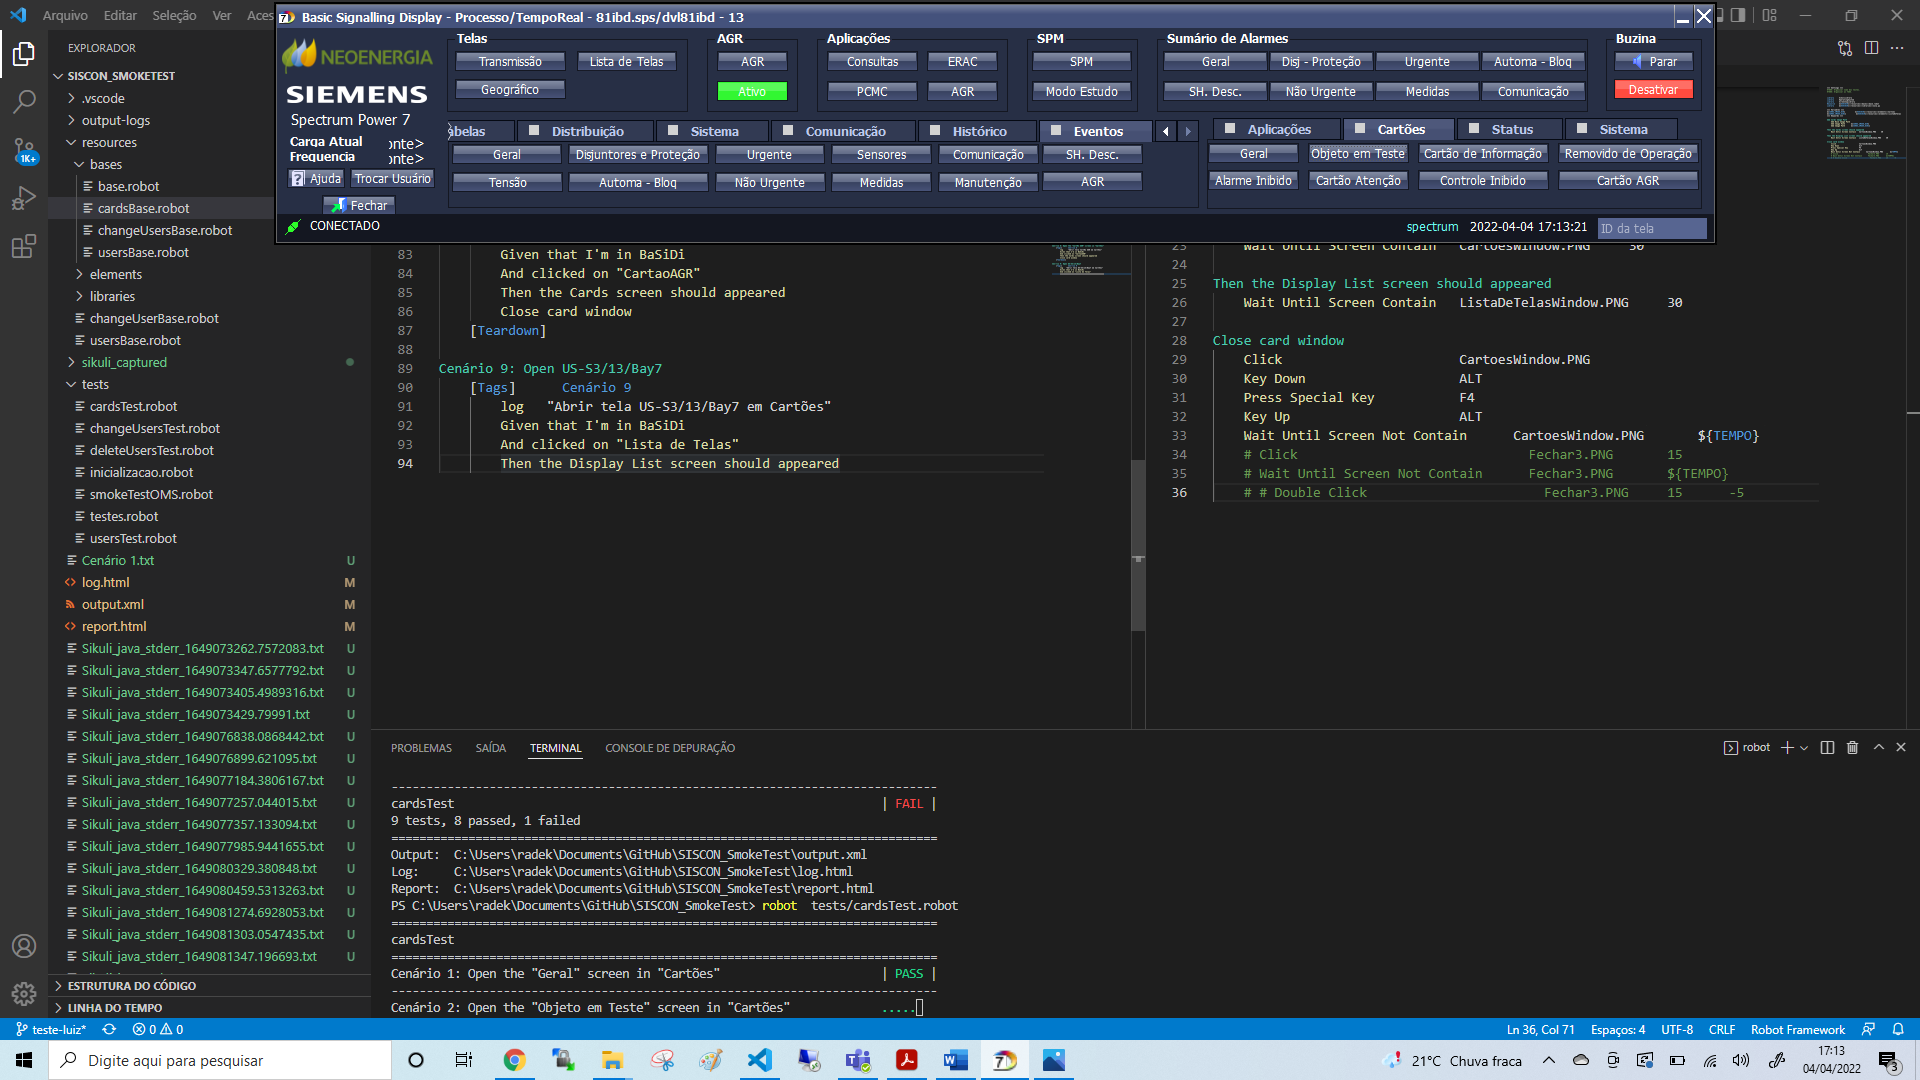 Arquivo Editar Seleção Ver Aces
Basic Signalling Display - Processo/TempoReal - 81ibd.sps/dvl81ibd - 13
NEOENERGIA
SIEMENS
Spectrum Power 7
Carga Atual onte>
Frequencia onte>
Ajuda Trocar Usuário
Fechar
CONECTADO
Telas
Transmissão Lista de Telas
Geográfico
AGR
AGR
Ativo
Aplicações
Consultas ERAC
PCMC AGR
SPM
SPM
Modo Estudo
Sumário de Alarmes
Geral Disj - Proteção Urgente Automa - Bloq
SH. Desc. Não Urgente Medidas Comunicação
Buzina
Parar
Desativar
abelas Distribuição Sistema Comunicação Histórico Eventos
Geral Disjuntores e Proteção Urgente Sensores Comunicação SH. Desc.
Tensão Automa - Bloq Não Urgente Medidas Manutenção AGR
Aplicações Cartões Status Sistema
Geral Objeto em Teste Cartão de Informação Removido de Operação
Alarme Inibido Cartão Atenção Controle Inibido Cartão AGR
spectrum 2022-04-04 17:13:21 ID da tela
EXPLORADOR
SISCON_SMOKETEST
.vscode
output-logs
resources
bases
base.robot
cardsBase.robot
changeUsersBase.robot
usersBase.robot
elements
libraries
changeUserBase.robot
usersBase.robot
sikuli_captured
tests
cardsTest.robot
changeUsersTest.robot
deleteUsersTest.robot
inicializacao.robot
smokeTestOMS.robot
testes.robot
usersTest.robot
Cenário 1.txt U
log.html M
output.xml M
report.html M
Sikuli_java_stderr_1649073262.7572083.txt U
Sikuli_java_stderr_1649073347.6577792.txt U
Sikuli_java_stderr_1649073405.4989316.txt U
Sikuli_java_stderr_1649073429.79991.txt U
Sikuli_java_stderr_1649076838.0868442.txt U
Sikuli_java_stderr_1649076899.621095.txt U
Sikuli_java_stderr_1649077184.3806167.txt U
Sikuli_java_stderr_1649077257.044015.txt U
Sikuli_java_stderr_1649077357.133094.txt U
Sikuli_java_stderr_1649077985.9441655.txt U
Sikuli_java_stderr_1649080329.380848.txt U
Sikuli_java_stderr_1649080459.5313263.txt U
Sikuli_java_stderr_1649081274.6928053.txt U
Sikuli_java_stderr_1649081303.0547435.txt U
Sikuli_java_stderr_1649081347.196693.txt U
ESTRUTURA DO CÓDIGO
LINHA DO TEMPO
1K+
83 Given that I'm in BaSiDi
84 And clicked on "CartaoAGR"
85 Then the Cards screen should appeared
86 Close card window
87 [Teardown]
88
89 Cenário 9: Open US-S3/13/Bay7
90 [Tags] Cenário 9
91 log "Abrir tela US-S3/13/Bay7 em Cartões"
92 Given that I'm in BaSiDi
93 And clicked on "Lista de Telas"
94 Then the Display List screen should appeared
23 Wait Until Screen Contain CartoesWindow.PNG 30
24
25 Then the Display List screen should appeared
26 Wait Until Screen Contain ListaDeTelasWindow.PNG 30
27
28 Close card window
29 Click CartoesWindow.PNG
30 Key Down ALT
31 Press Special Key F4
32 Key Up ALT
33 Wait Until Screen Not Contain CartoesWindow.PNG ${TEMPO}
34 # Click Fechar3.PNG 15
35 # Wait Until Screen Not Contain Fechar3.PNG ${TEMPO}
36 # # Double Click Fechar3.PNG 15 -5
PROBLEMAS SAÍDA TERMINAL CONSOLE DE DEPURAÇÃO
robot
cardsTest | FAIL |
9 tests, 8 passed, 1 failed
Output: C:\Users\radek\Documents\GitHub\SISCON_SmokeTest\output.xml
Log: C:\Users\radek\Documents\GitHub\SISCON_SmokeTest\log.html
Report: C:\Users\radek\Documents\GitHub\SISCON_SmokeTest\report.html
PS C:\Users\radek\Documents\GitHub\SISCON_SmokeTest> robot tests/cardsTest.robot
cardsTest
Cenário 1: Open the "Geral" screen in "Cartões" | PASS |
Cenário 2: Open the "Objeto em Teste" screen in "Cartões" .....
teste-luiz* 0 0
Ln 36, Col 71 Espaços: 4 UTF-8 CRLF Robot Framework
Digite aqui para pesquisar
21°C Chuva fraca
17:13
04/04/2022
3